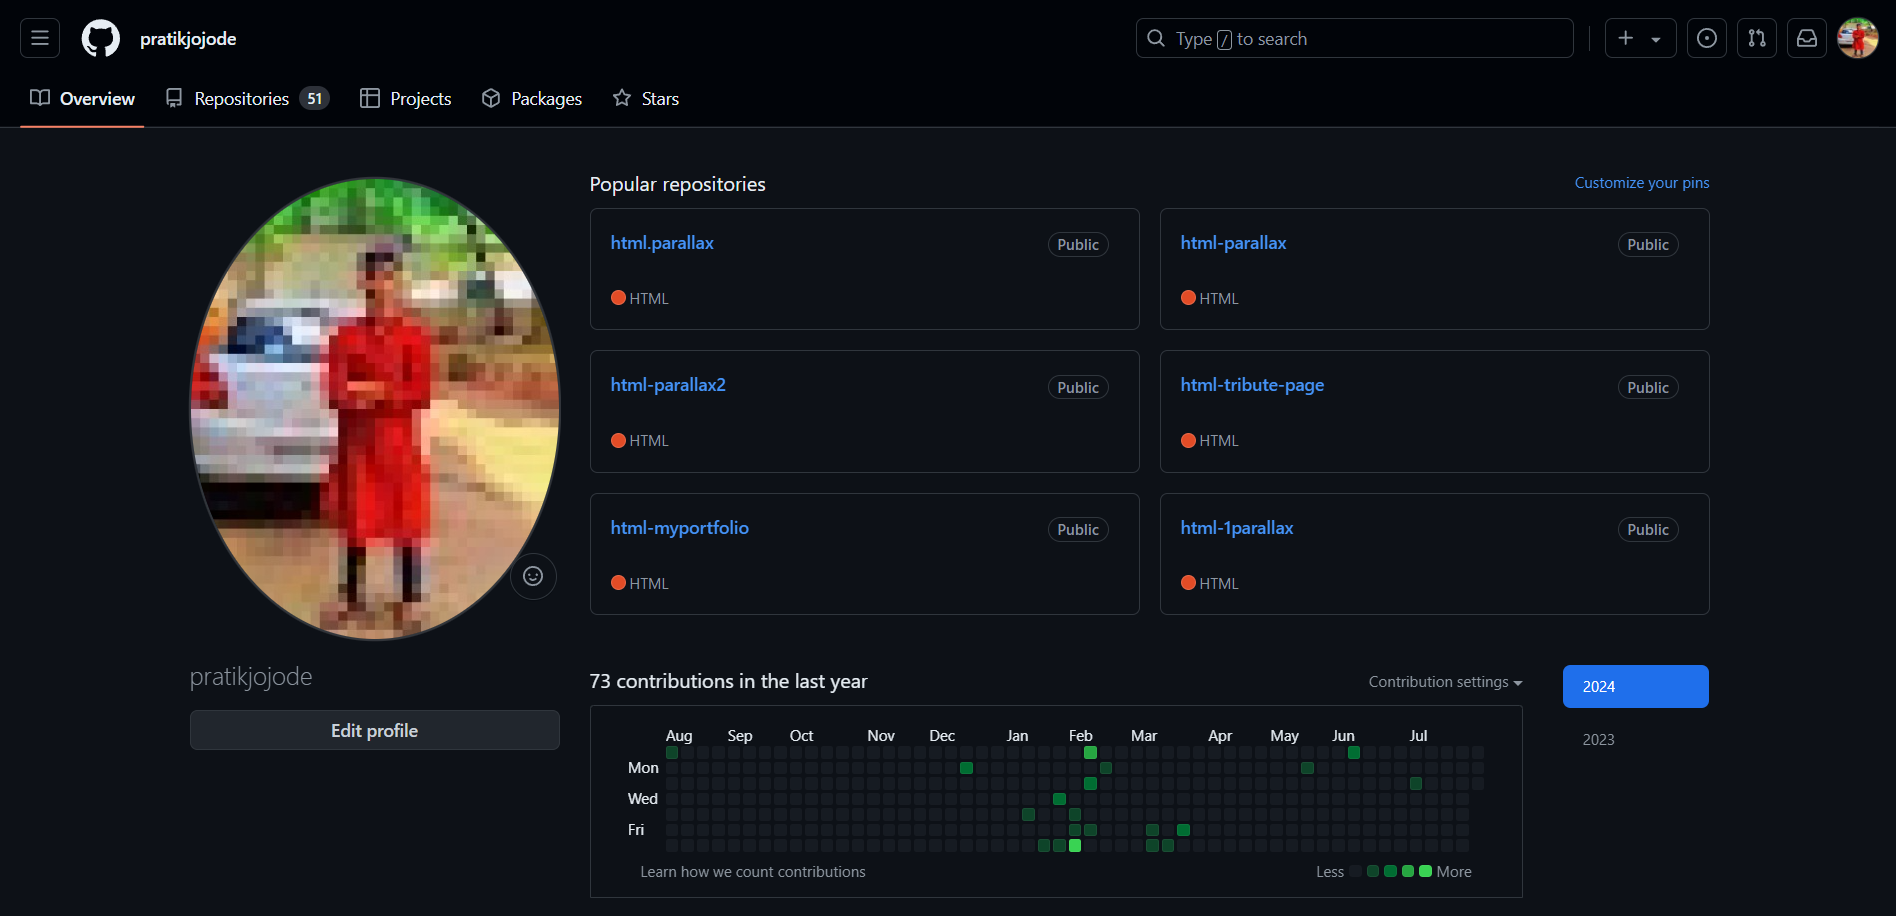 pratikjojode
Type / to search
Overview
Repositories 51
Projects
Packages
Stars
Popular repositories
Customize your pins
html.parallax Public
HTML
html-parallax Public
HTML
html-parallax2 Public
HTML
html-tribute-page Public
HTML
html-myportfolio Public
HTML
html-1parallax Public
HTML
pratikjojode
Edit profile
73 contributions in the last year
Contribution settings
2024
2023
Aug Sep Oct Nov Dec Jan Feb Mar Apr May Jun Jul
Mon
Wed
Fri
Learn how we count contributions
Less More